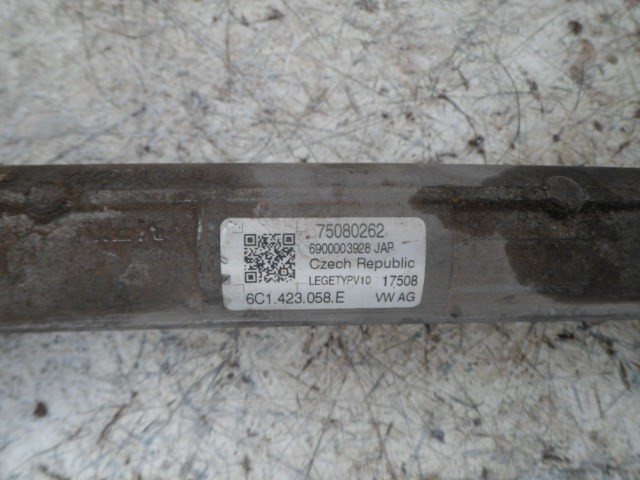 75080262
6900003928 JAP
Czech Republic
LEGETYPV10 17508
6C1.423.058.E VW AG